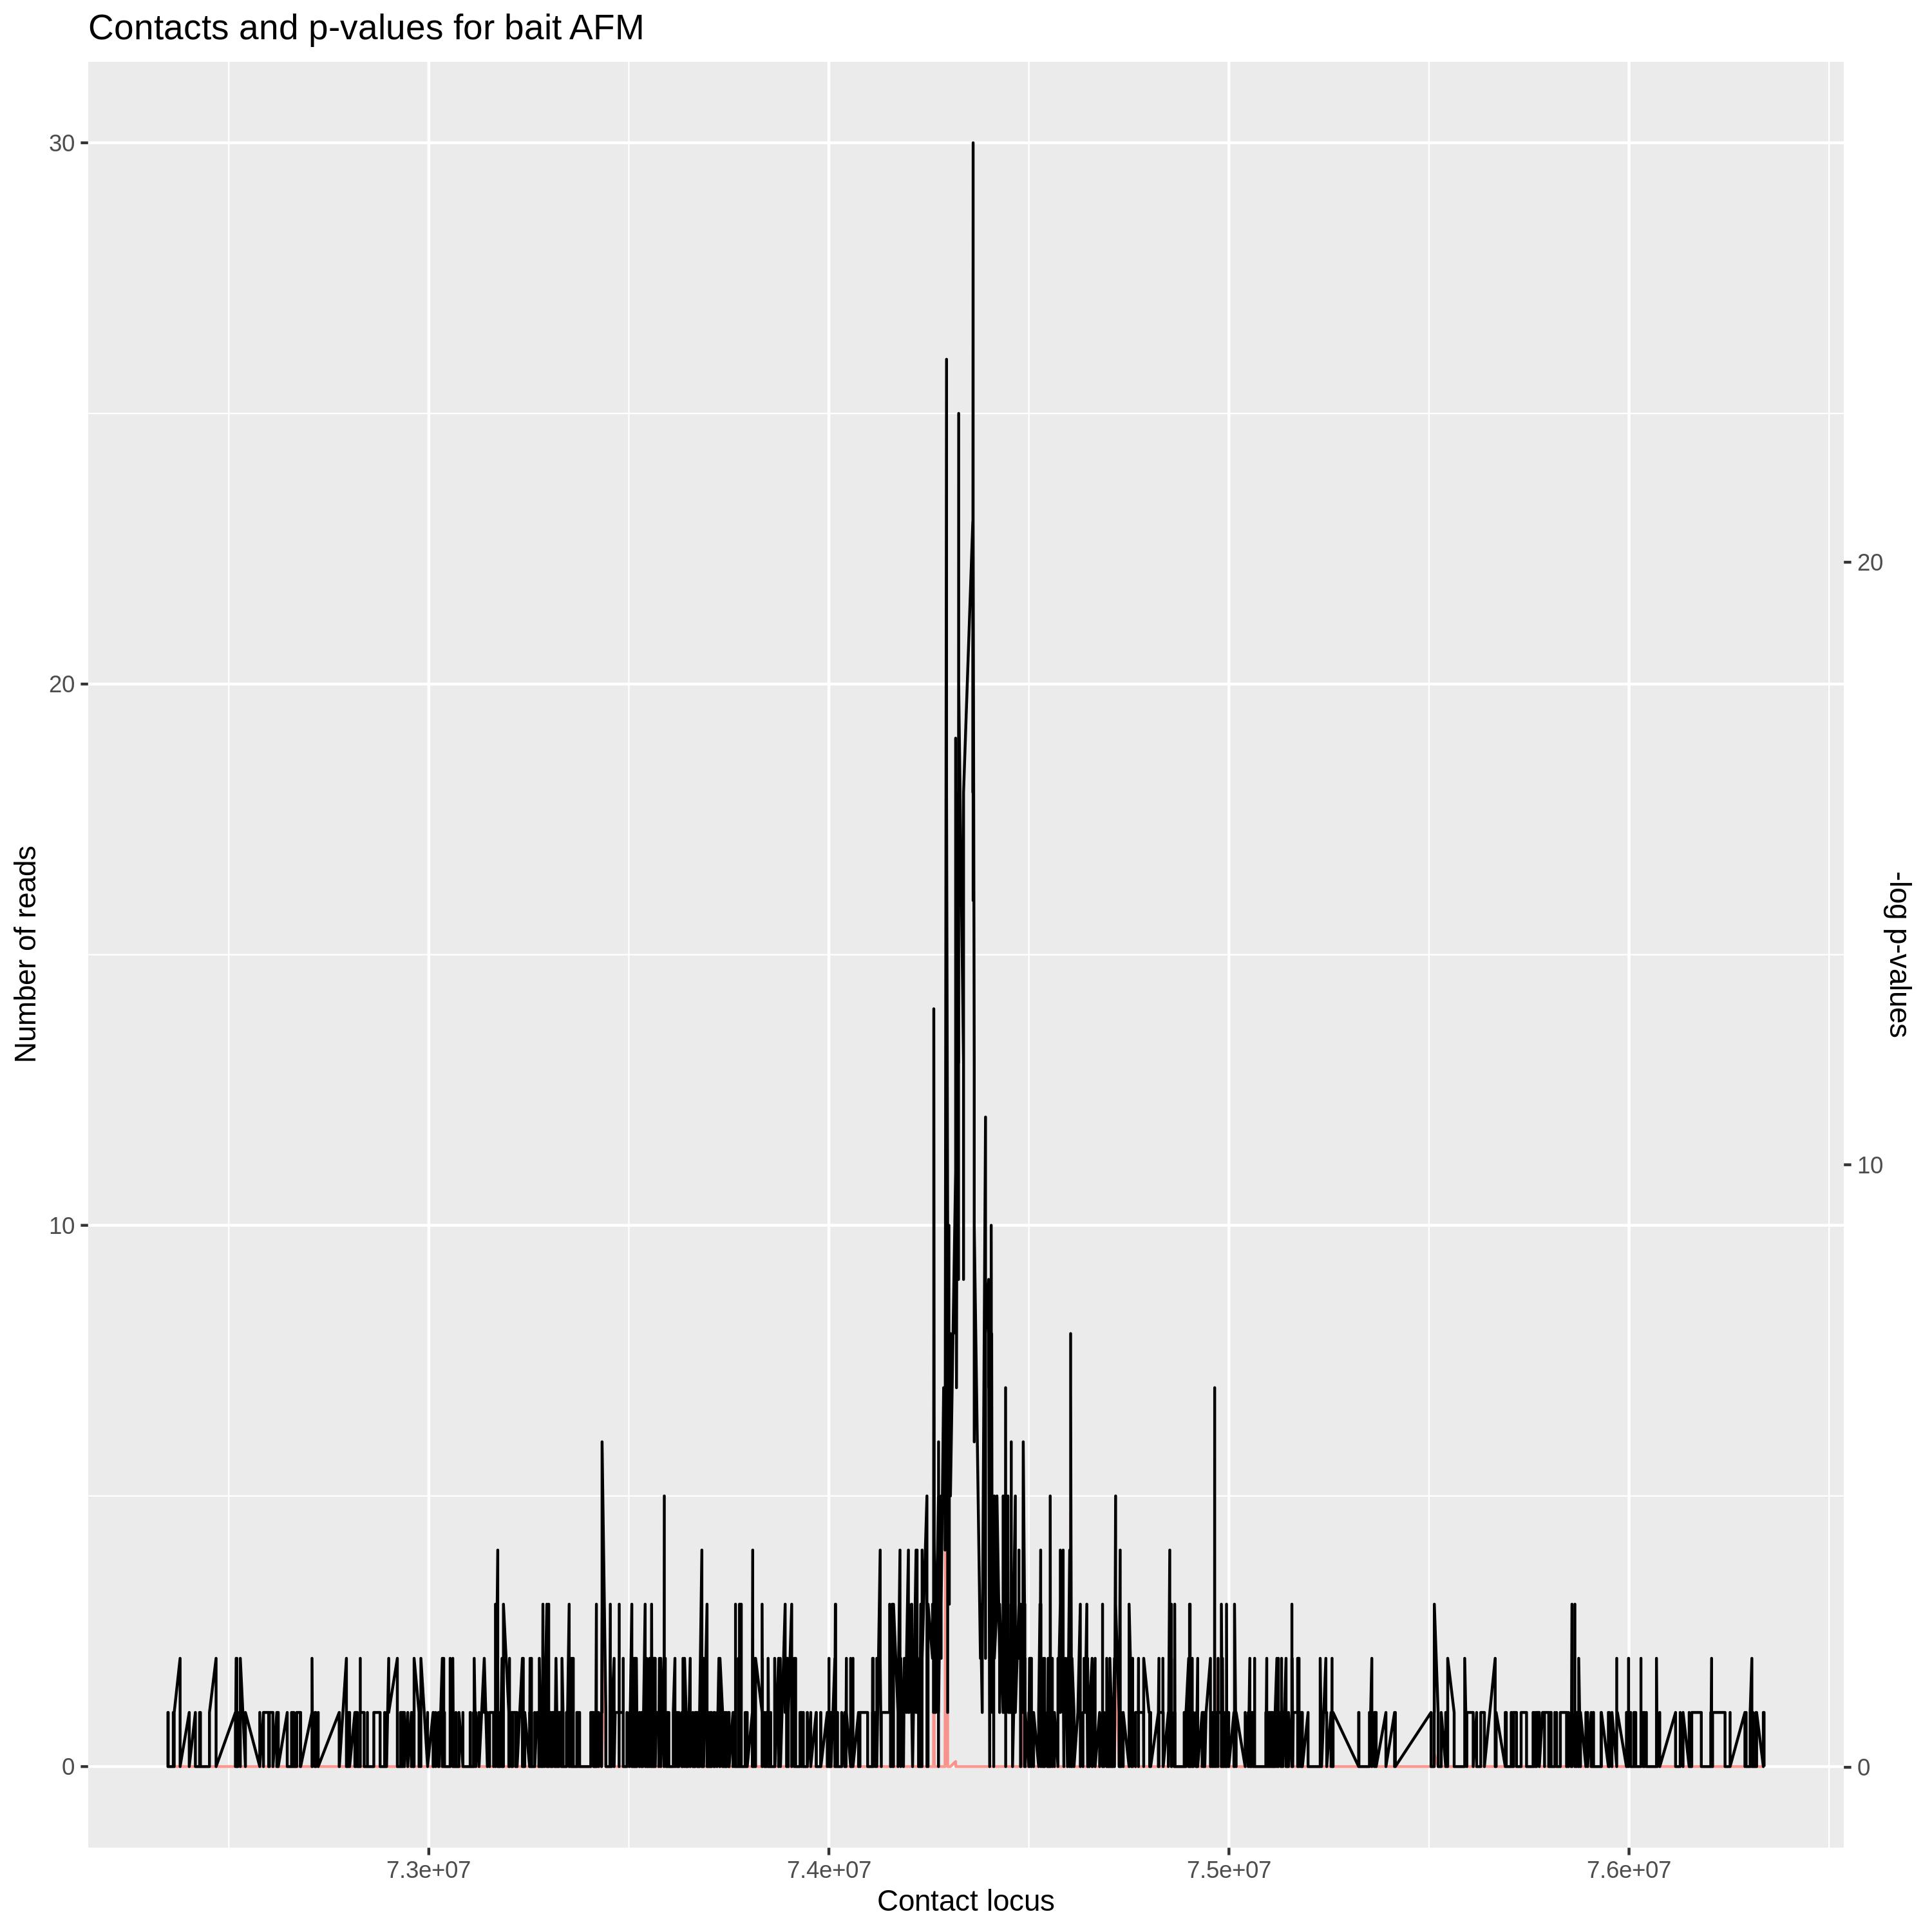 Contacts and p-values for bait AFM
30
20
10
0
Number of reads
20
10
0
-log p-values
7.3e+07 7.4e+07 7.5e+07 7.6e+07
Contact locus